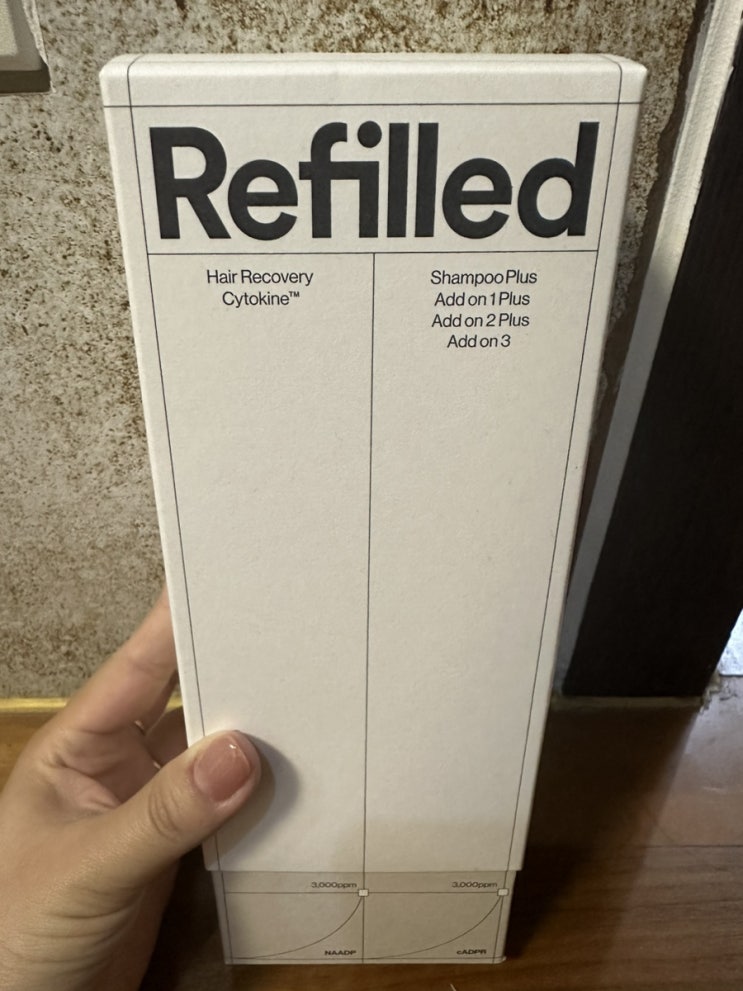 Refilled
Hair Recovery
Cytokine™
Shampoo Plus
Add on 1 Plus
Add on 2 Plus
Add on 3
3,000ppm
3,000ppm
NAADP
cADPR